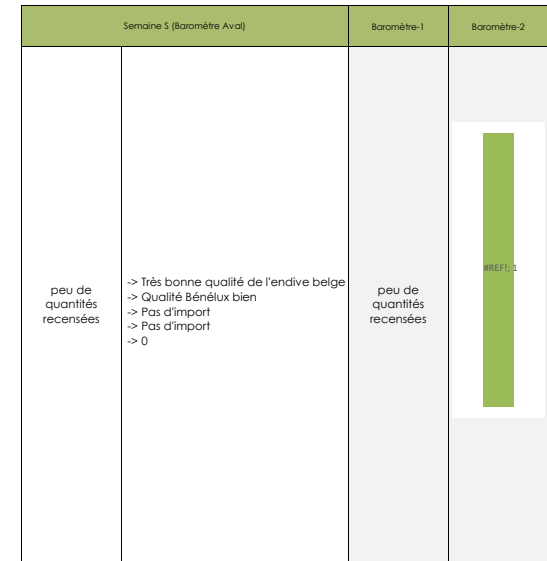 Semaine S (Baromètre Aval)
Baromètre-1
Baromètre-2
peu de
quantités
recensées
-> Très bonne qualité de l'endive belge
-> Qualité Bénélux bien
-> Pas d'import
-> Pas d'import
-> 0
peu de
quantités
recensées
#REF!; 1